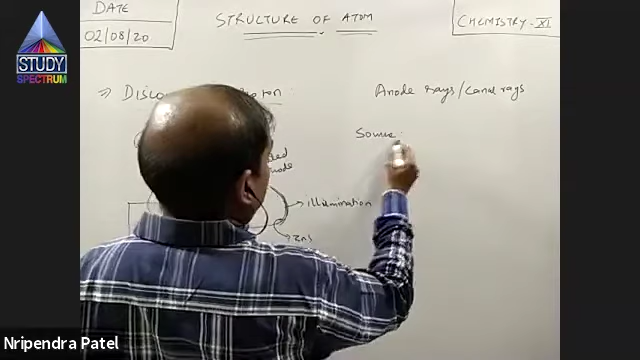 DATE
02/08/20
STRUCTURE OF ATOM
CHEMISTRY-XI
STUDY
SPECTRUM
Anode rays/canal rays
Source:
→ illumination
→ ZnS
Nripendra Patel